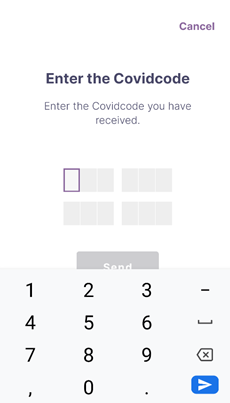 Cancel
Enter the Covidcode
Enter the Covidcode you have
received.
Send
1 2 3 -
4 5 6
7 8 9
, 0 .